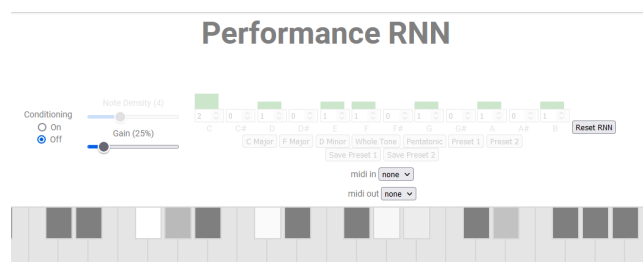 Performance RNN
Conditioning
On
Off
Note Density (4)
Gain (25%)
2 0 1 0 1 1 0 1 0 1 0 1
C C# D D# E F F# G G# A A# B
C Major F Major D Minor Whole Tone Pentatonic Preset 1 Preset 2
Save Preset 1 Save Preset 2
Reset RNN
midi in none
midi out none